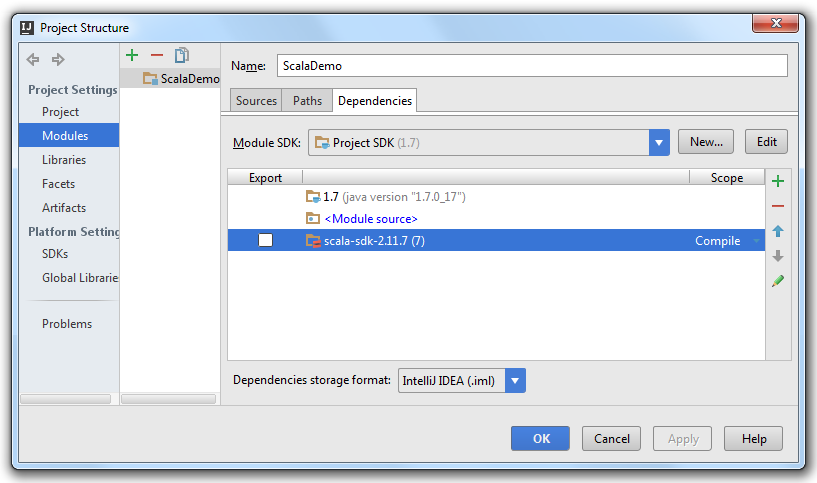 Project Structure
Project Settings
Project
Modules
Libraries
Facets
Artifacts
Platform Setting
SDKs
Global Librarie
Problems
ScalaDemo
Name: ScalaDemo
Sources Paths Dependencies
Module SDK: Project SDK (1.7) New... Edit
Export Scope
1.7 (java version "1.7.0_17")
<Module source>
scala-sdk-2.11.7 (7) Compile
Dependencies storage format: IntelliJ IDEA (.iml)
OK Cancel Apply Help